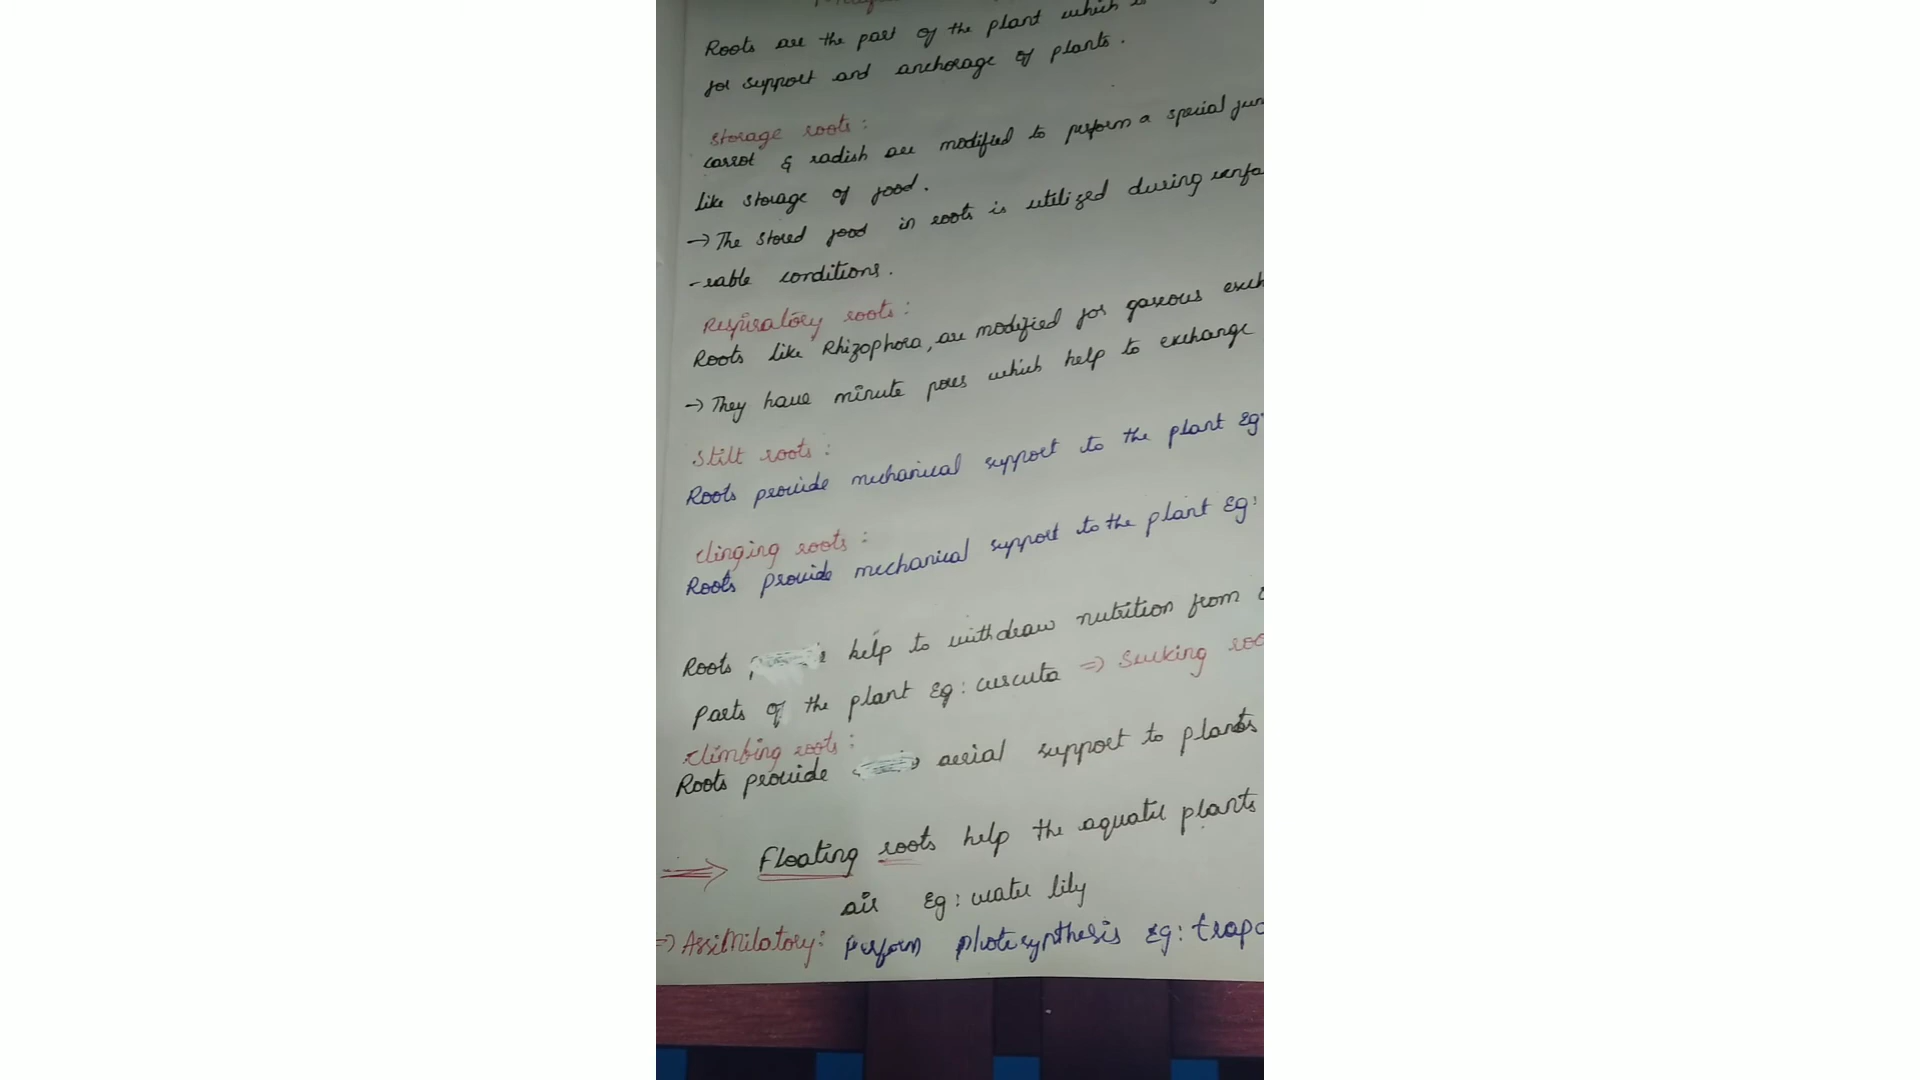 Roots are the part of the plant which
for support and anchorage of plants.
Storage roots:
carrot & radish are modified to perform a special
like storage of food.
→ The stored food in roots is utilized during
-rable conditions.
Respiratory roots:
Roots like Rhizophora, are modified for gaseous
→ They have minute pores which help to exchange
Stilt roots:
Roots provide mechanical support to the plant Eg:
Clinging roots:
Roots provide mechanical support to the plant Eg:
Roots help to withdraw nutrition from
Parts of the plant Eg: cuscuta => Sucking
Climbing roots:
Roots provide aerial support to plants
Floating roots help the aquatic plants
air Eg: water lily
=> Assimilatory: Perform photosynthesis Eg: trapa